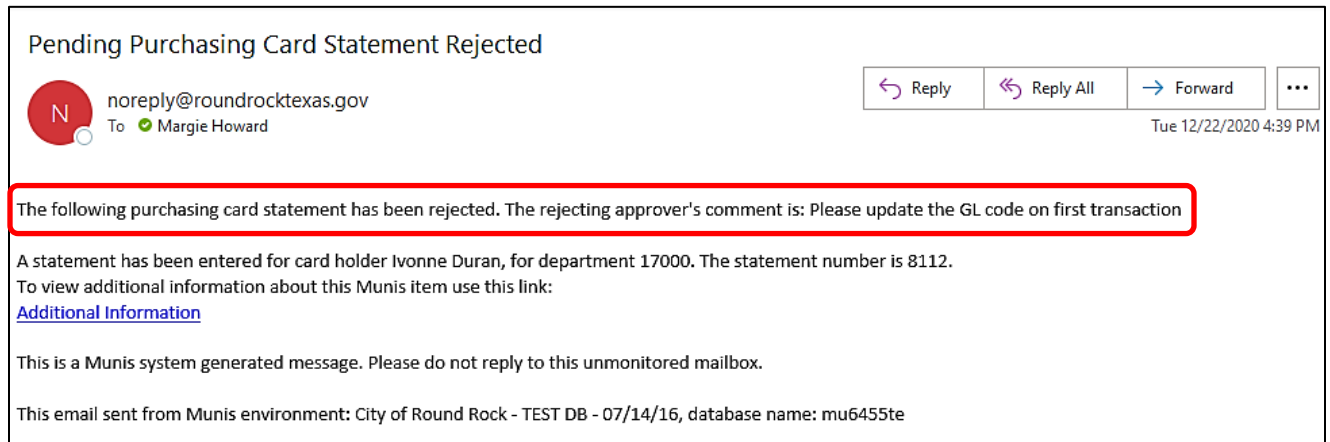 Pending Purchasing Card Statement Rejected
N
noreply@roundrocktexas.gov
To Margie Howard
Reply
Reply All
Forward
...
Tue 12/22/2020 4:39 PM
The following purchasing card statement has been rejected. The rejecting approver's comment is: Please update the GL code on first transaction
A statement has been entered for card holder Ivonne Duran, for department 17000. The statement number is 8112.
To view additional information about this Munis item use this link:
Additional Information
This is a Munis system generated message. Please do not reply to this unmonitored mailbox.
This email sent from Munis environment: City of Round Rock - TEST DB - 07/14/16, database name: mu6455te